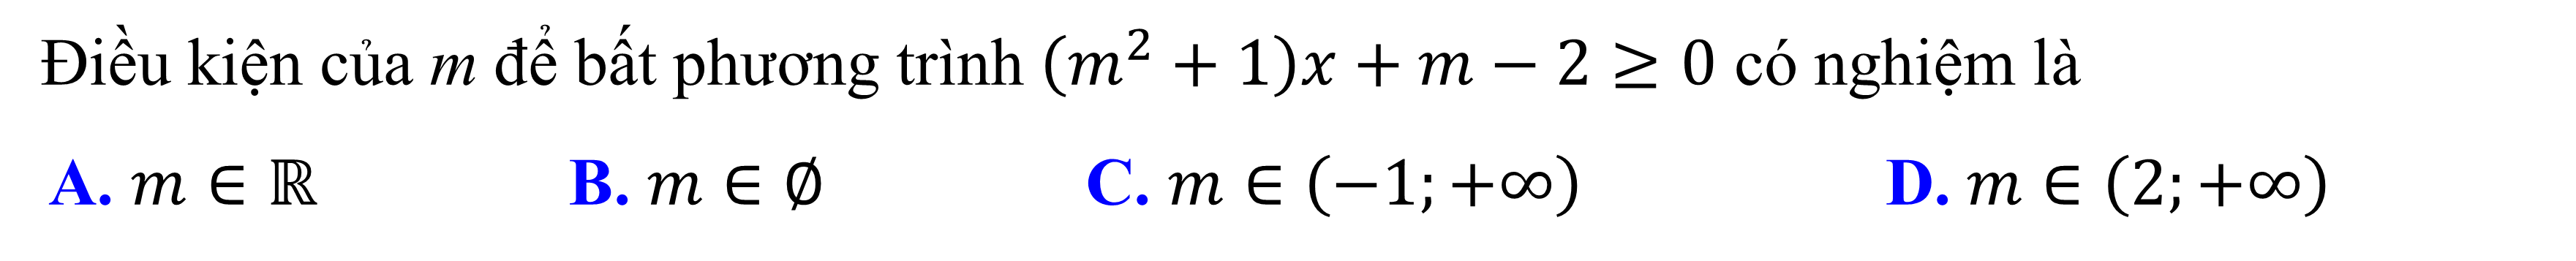 Điều kiện của m để bất phương trình (m² + 1)x + m − 2 ≥ 0 có nghiệm là
A. m ∈ ℝ B. m ∈ ∅ C. m ∈ (−1; +∞) D. m ∈ (2; +∞)